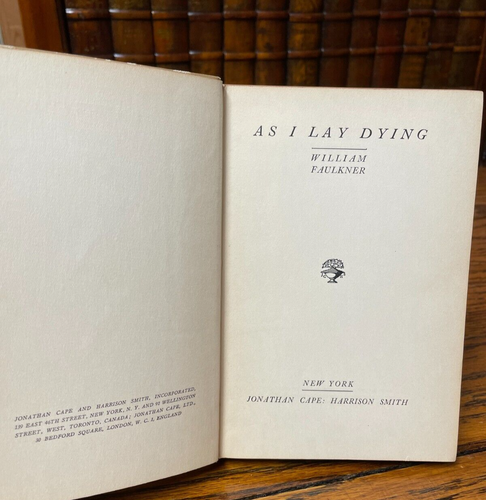 JONATHAN CAPE AND HARRISON SMITH, INCORPORATED,
139 EAST 46TH STREET, NEW YORK, N. Y. AND 91 WELLINGTON
STREET, WEST, TORONTO, CANADA; JONATHAN CAPE, LTD.,
30 BEDFORD SQUARE, LONDON, W. C. 1, ENGLAND
AS I LAY DYING
WILLIAM
FAULKNER
NEW YORK
JONATHAN CAPE: HARRISON SMITH